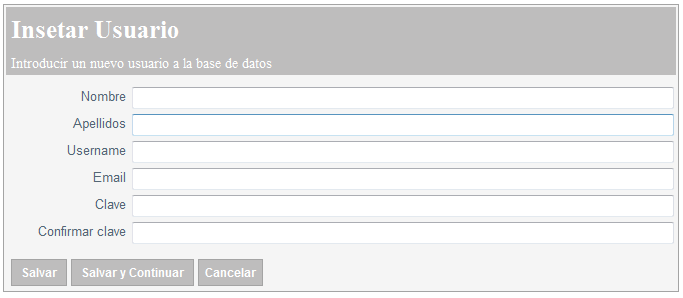 Insetar Usuario
Introducir un nuevo usuario a la base de datos
Nombre
Apellidos
Username
Email
Clave
Confirmar clave
Salvar Salvar y Continuar Cancelar